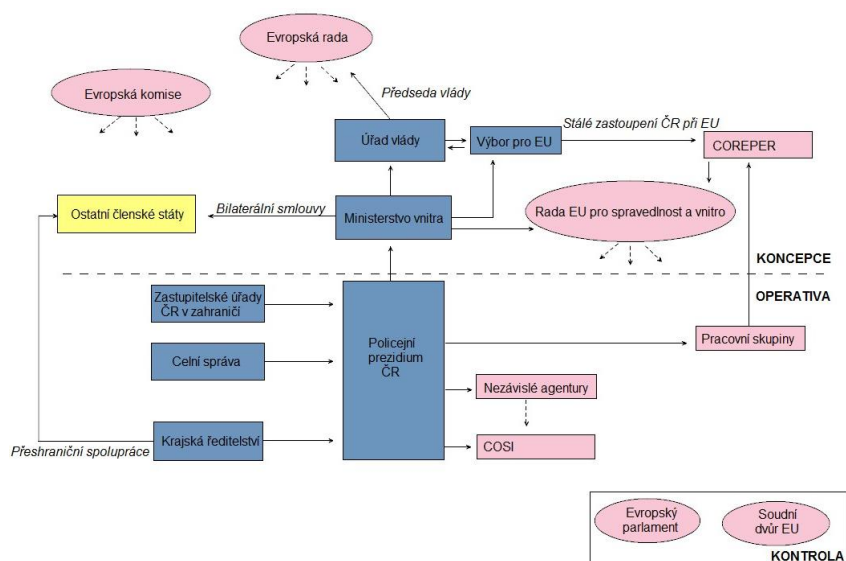 Evropská rada
Evropská komise
Předseda vlády
Úřad vlády
Výbor pro EU
Stálé zastoupení ČR při EU
COREPER
Ostatní členské státy
Bilaterální smlouvy
Ministerstvo vnitra
Rada EU pro spravedlnost a vnitro
KONCEPCE
OPERATIVA
Zastupitelské úřady
ČR v zahraničí
Celní správa
Policejní
prezidium
ČR
Pracovní skupiny
Nezávislé agentury
Krajská ředitelství
COSI
Přeshraniční spolupráce
Evropský
parlament
Soudní
dvůr EU
KONTROLA